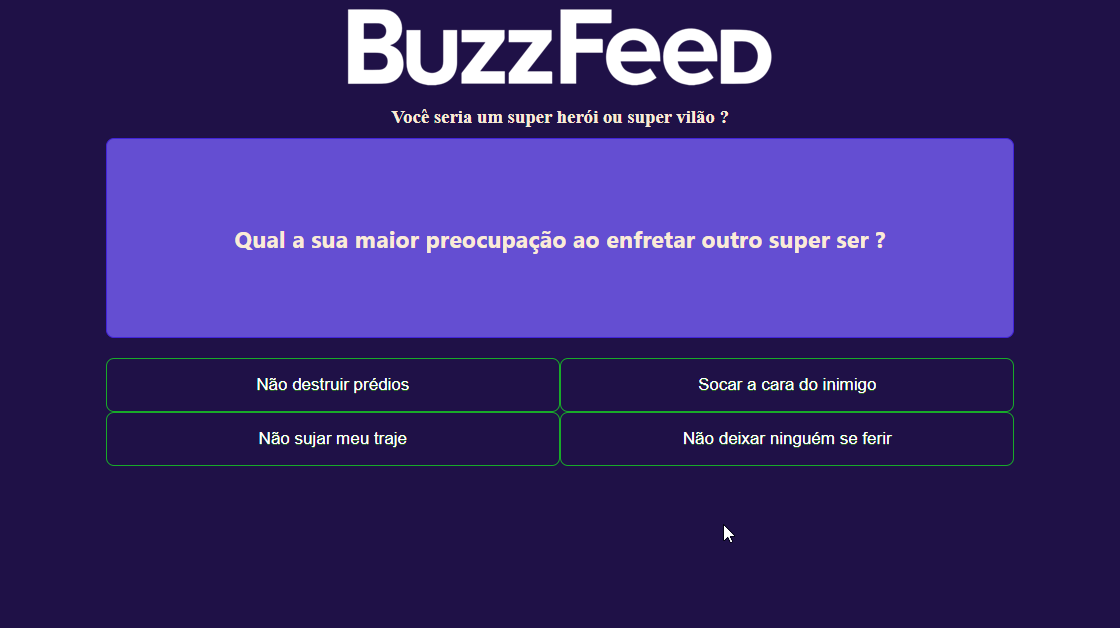 BuzzFeed
Você seria um super herói ou super vilão ?
Qual a sua maior preocupação ao enfretar outro super ser ?
Não destruir prédios
Socar a cara do inimigo
Não sujar meu traje
Não deixar ninguém se ferir